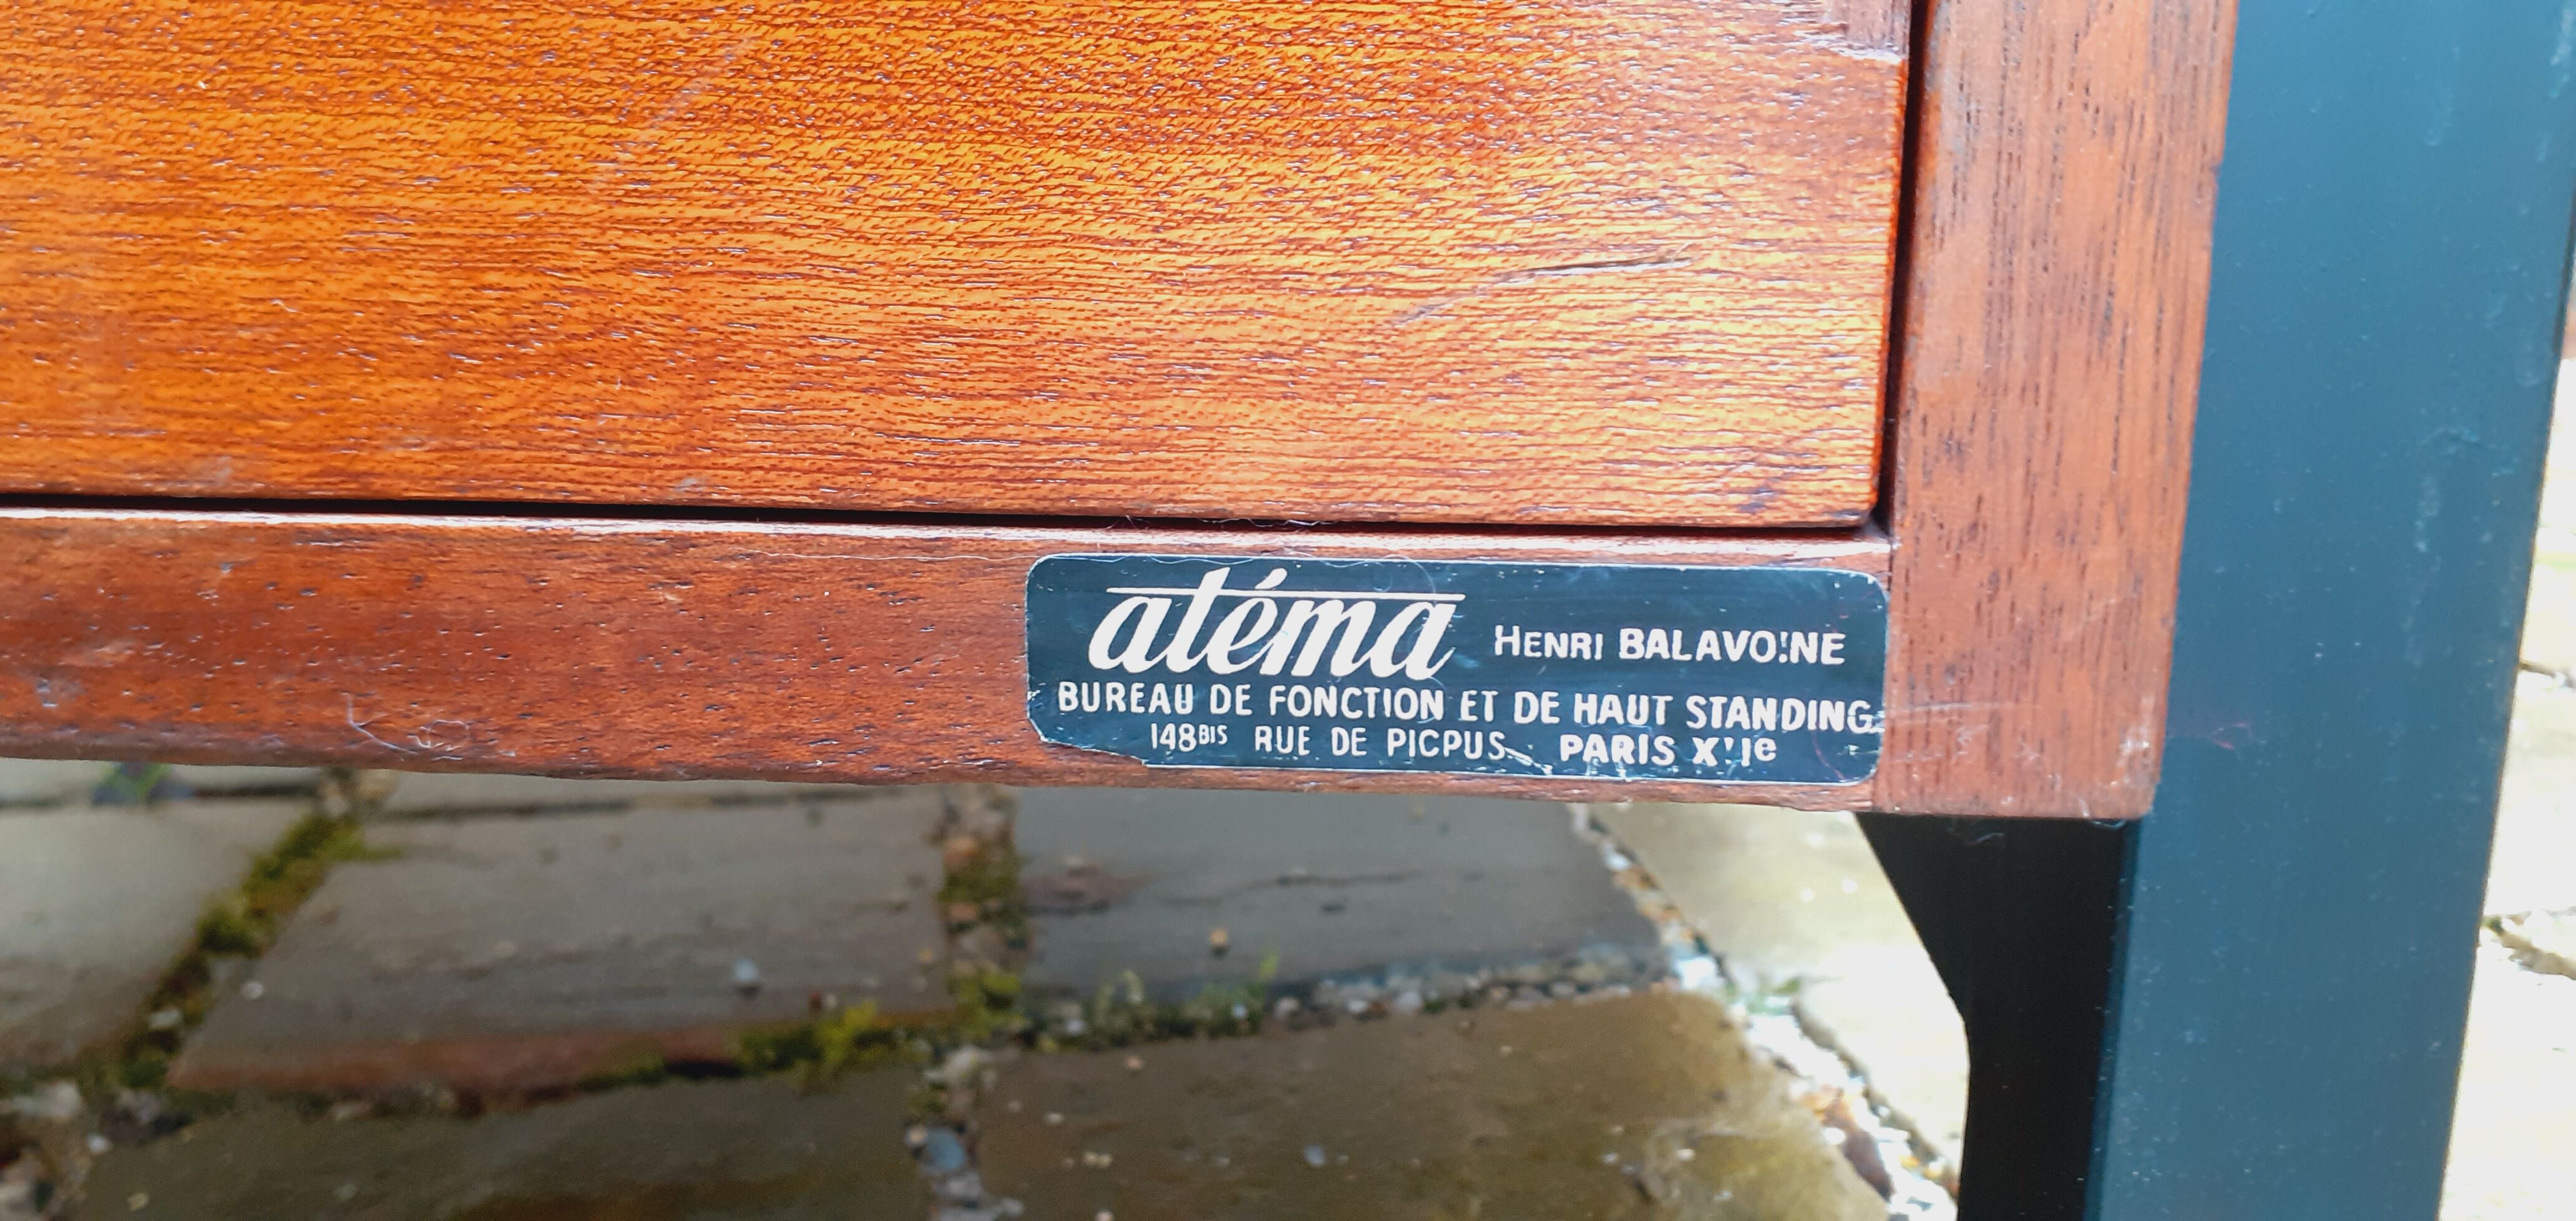 atéma HENRI BALAVOINE
BUREAU DE FONCTION ET DE HAUT STANDING
148BIS RUE DE PICPUS PARIS XIIe